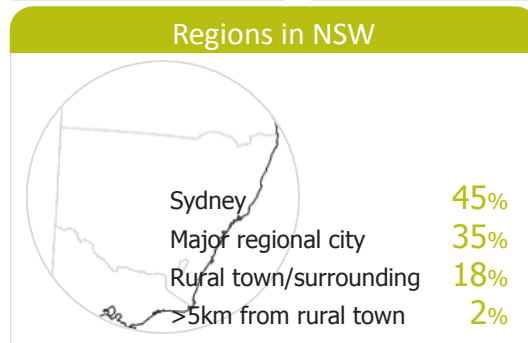 Regions in NSW
Sydney 45%
Major regional city 35%
Rural town/surrounding 18%
>5km from rural town 2%